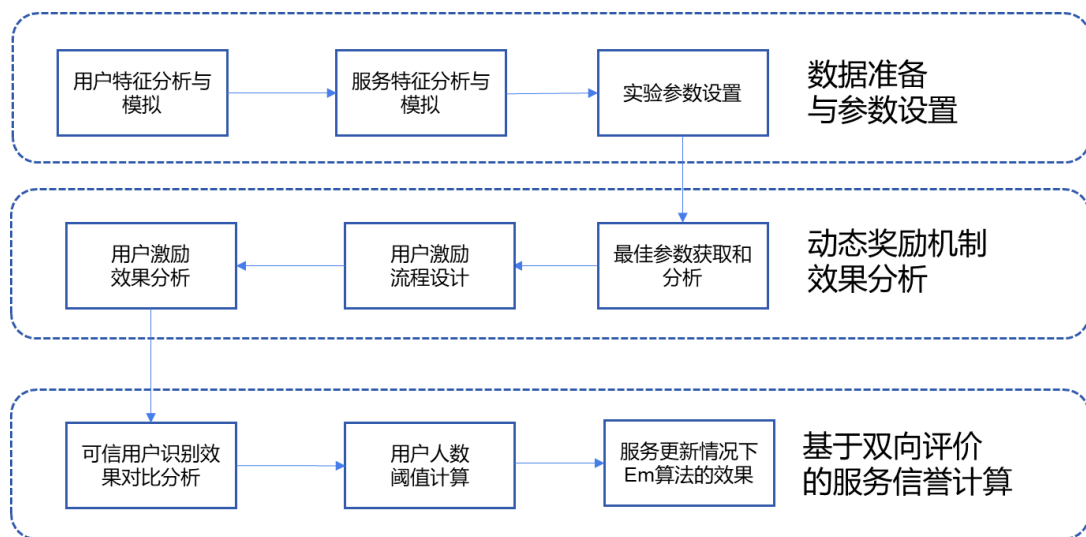 用户特征分析与
模拟
服务特征分析与
模拟
实验参数设置
数据准备
与参数设置
用户激励
效果分析
用户激励
流程设计
最佳参数获取和
分析
动态奖励机制
效果分析
可信用户识别效
果对比分析
用户人数
阈值计算
服务更新情况下
Em算法的效果
基于双向评价
的服务信誉计算